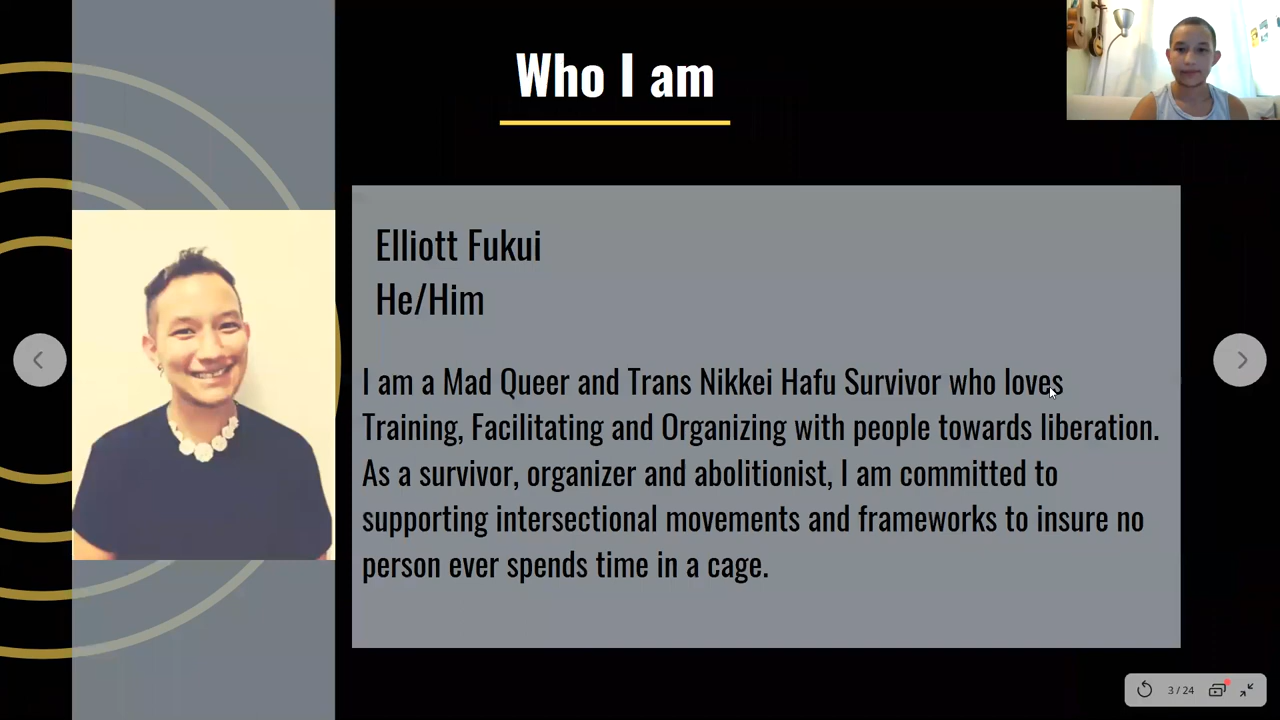 Who I am
Elliott Fukui
He/Him
I am a Mad Queer and Trans Nikkei Hafu Survivor who loves
Training, Facilitating and Organizing with people towards liberation.
As a survivor, organizer and abolitionist, I am committed to
supporting intersectional movements and frameworks to insure no
person ever spends time in a cage.
3 / 24